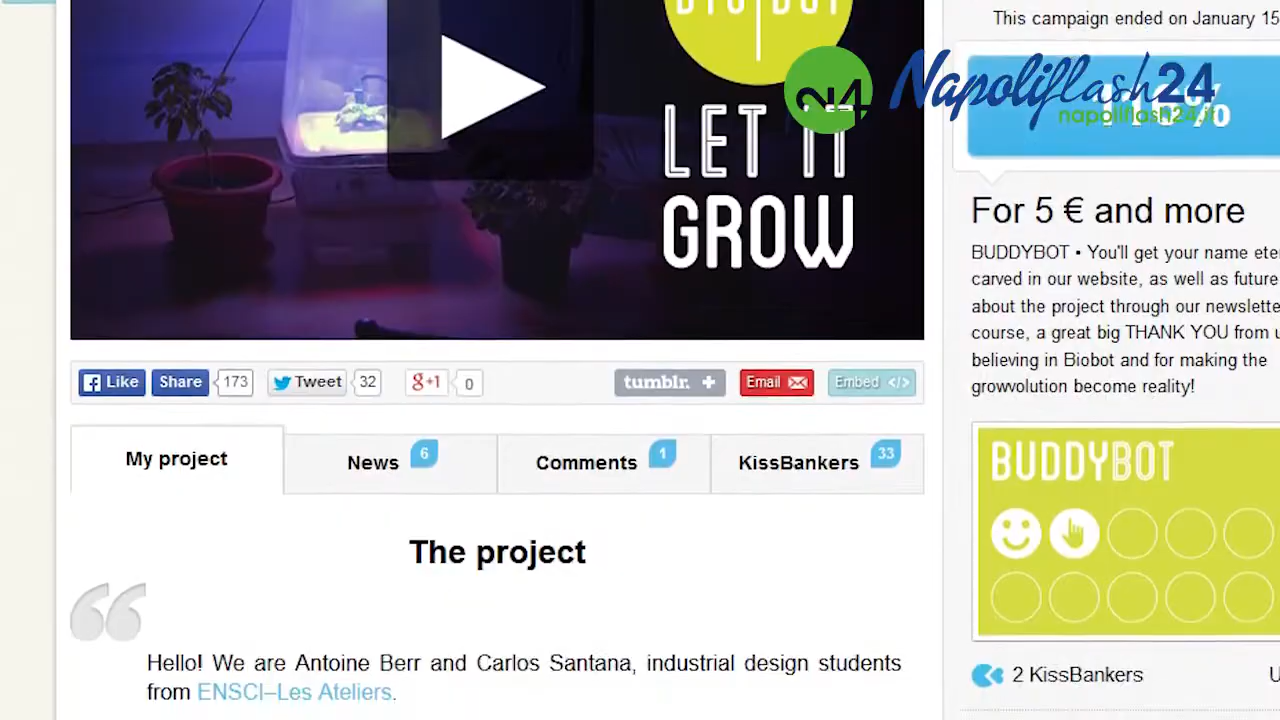 This campaign ended on January 15
Napoliflash24
napoliflash24.it
24
%
LET IT
GROW
For 5 € and more
BUDDYBOT • You'll get your name ete
carved in our website, as well as future
about the project through our newslette
course, a great big THANK YOU from u
believing in Biobot and for making the
growvolution become reality!
Like
Share
173
Tweet
32
g+1
0
tumblr. +
Email
Embed </>
My project
News 6
Comments 1
KissBankers 33
BUDDYBOT
The project
Hello! We are Antoine Berr and Carlos Santana, industrial design students
from ENSCI–Les Ateliers.
2 KissBankers
U